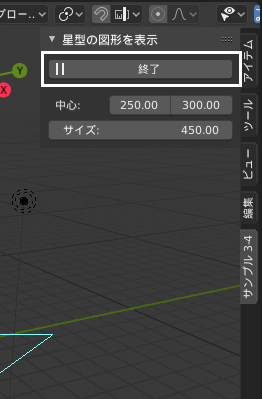 グロー..
星型の図形を表示
終了
中心:
250.00
300.00
サイズ:
450.00
Y
X
アイテム
ツール
ビュー
編集
サンプル 3-4